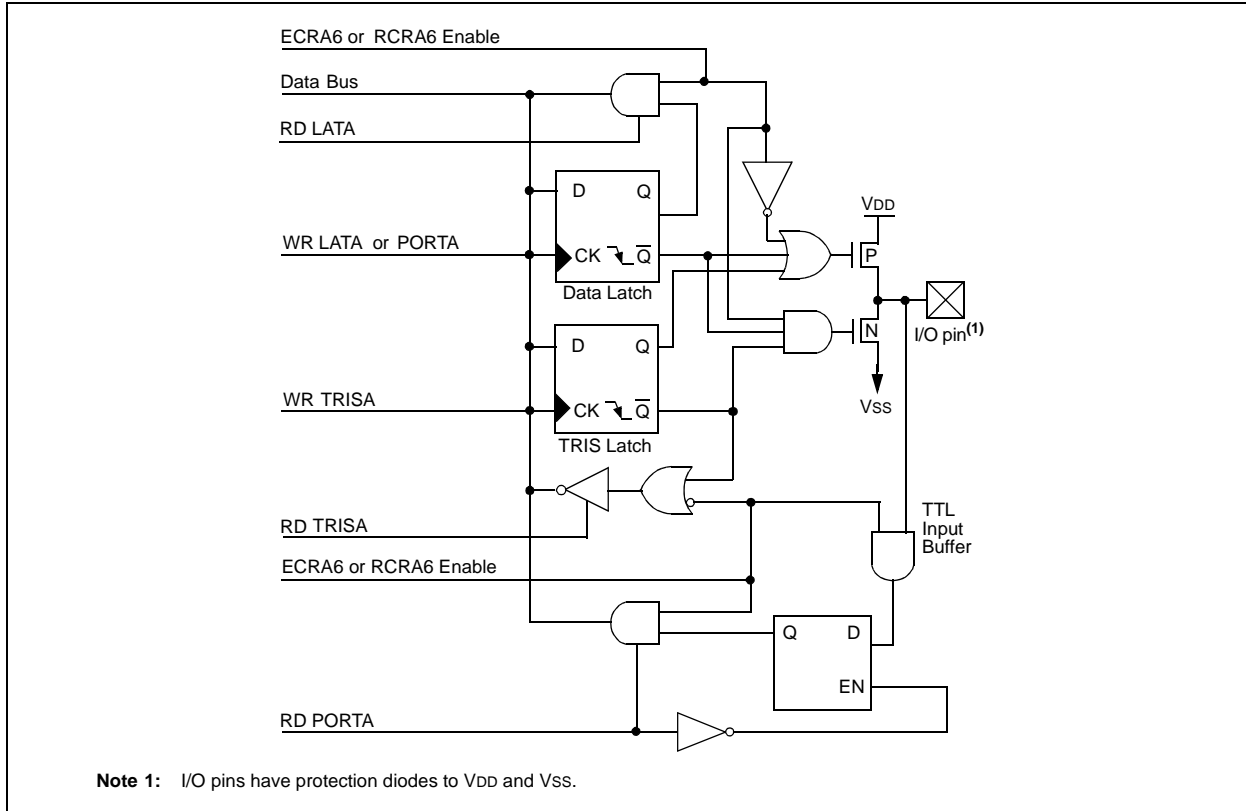 ECRA6 or RCRA6 Enable
Data Bus
RD LATA
D Q
VDD
WR LATA or PORTA
CK Q
P
Data Latch
D Q
N
I/O pin(1)
WR TRISA
CK Q
VSS
TRIS Latch
TTL
Input
Buffer
RD TRISA
ECRA6 or RCRA6 Enable
Q D
EN
RD PORTA
Note 1: I/O pins have protection diodes to VDD and VSS.